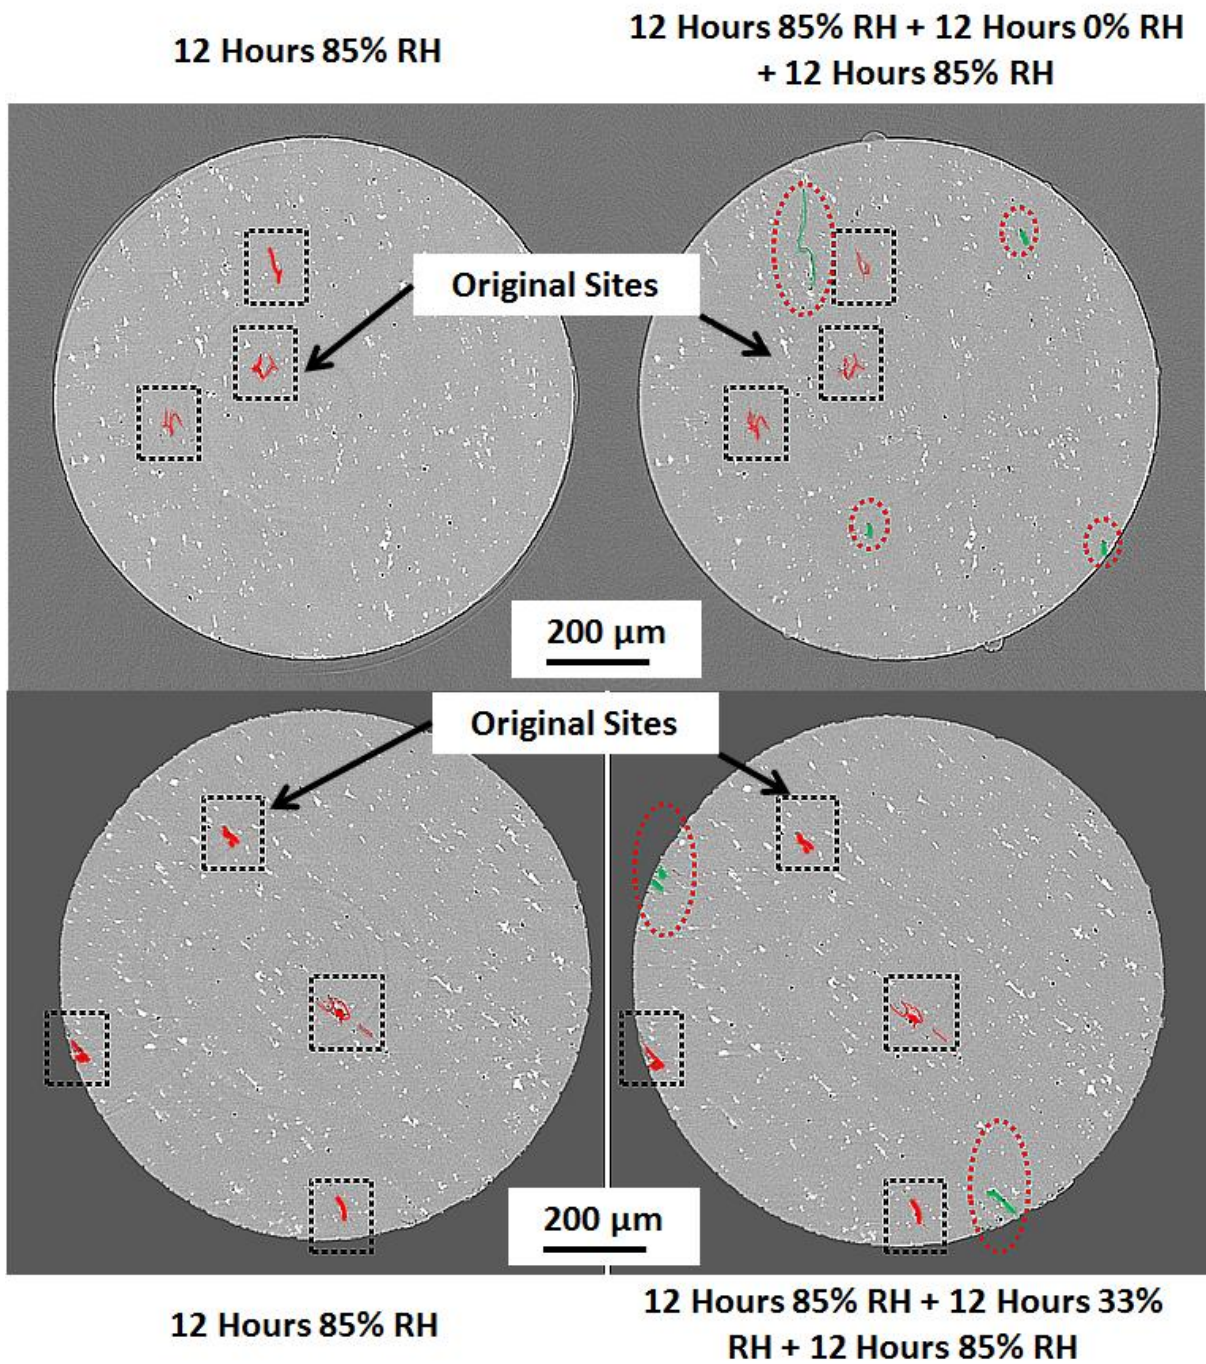 12 Hours 85% RH
12 Hours 85% RH + 12 Hours 0% RH
+ 12 Hours 85% RH
Original Sites
200 µm
Original Sites
200 µm
12 Hours 85% RH
12 Hours 85% RH + 12 Hours 33%
RH + 12 Hours 85% RH